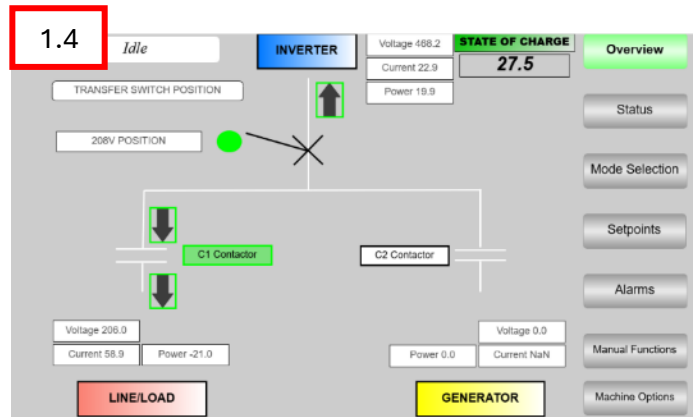 1.4
Idle
INVERTER
Voltage 468.2
Current 22.9
Power 19.9
STATE OF CHARGE
27.5
Overview
TRANSFER SWITCH POSITION
Status
208V POSITION
Mode Selection
Setpoints
C1 Contactor
C2 Contactor
Alarms
Voltage 206.0
Current 58.9 Power -21.0
Voltage 0.0
Power 0.0 Current NaN
Manual Functions
LINE/LOAD
GENERATOR
Machine Options